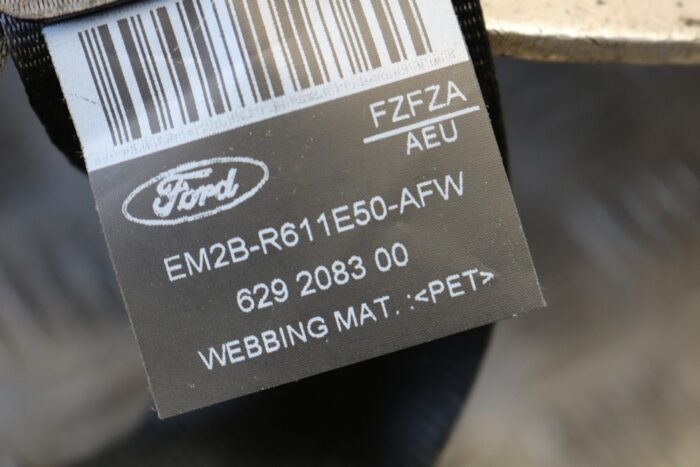 FZFZA
AEU
Ford
EM2B-R611E50-AFW
629 2083 00
WEBBING MAT. :<PET>